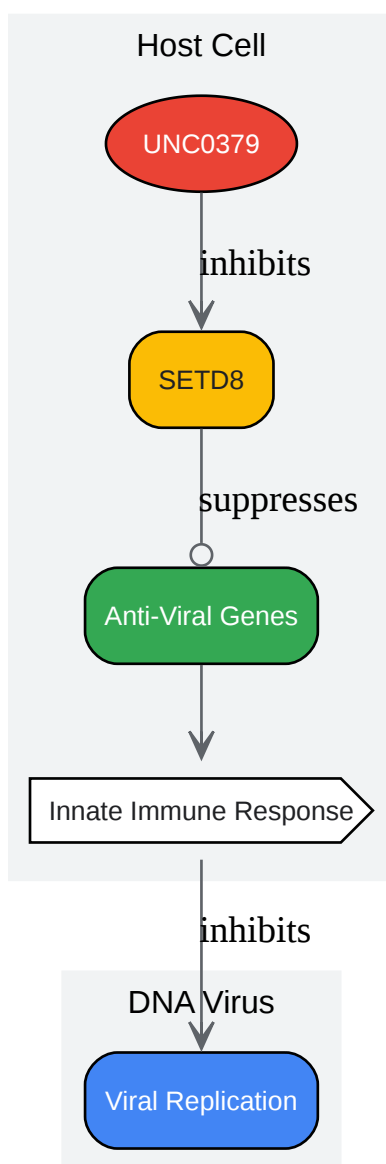 Host Cell
UNC0379
inhibits
SETD8
suppresses
Anti-Viral Genes
Innate Immune Response
inhibits
DNA Virus
Viral Replication